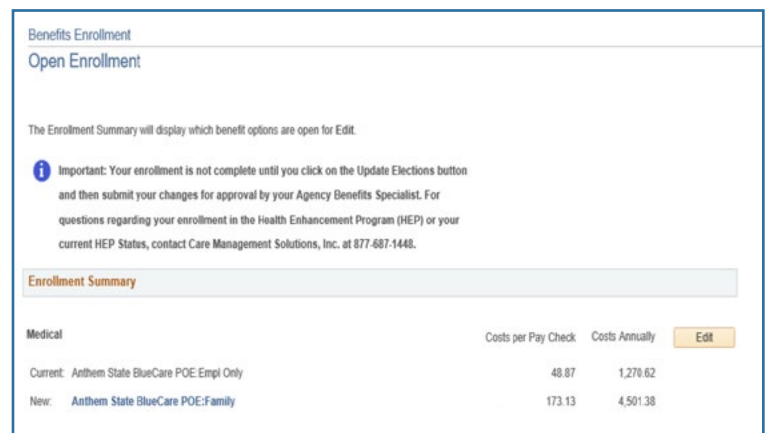 Benefits Enrollment
Open Enrollment
The Enrollment Summary will display which benefit options are open for Edit.
i Important: Your enrollment is not complete until you click on the Update Elections button
and then submit your changes for approval by your Agency Benefits Specialist. For
questions regarding your enrollment in the Health Enhancement Program (HEP) or your
current HEP Status, contact Care Management Solutions, Inc. at 877-687-1448.
Enrollment Summary
Medical Costs per Pay Check Costs Annually Edit
Current: Anthem State BlueCare POE:Empl Only 48.87 1,270.62
New: Anthem State BlueCare POE:Family 173.13 4,501.38